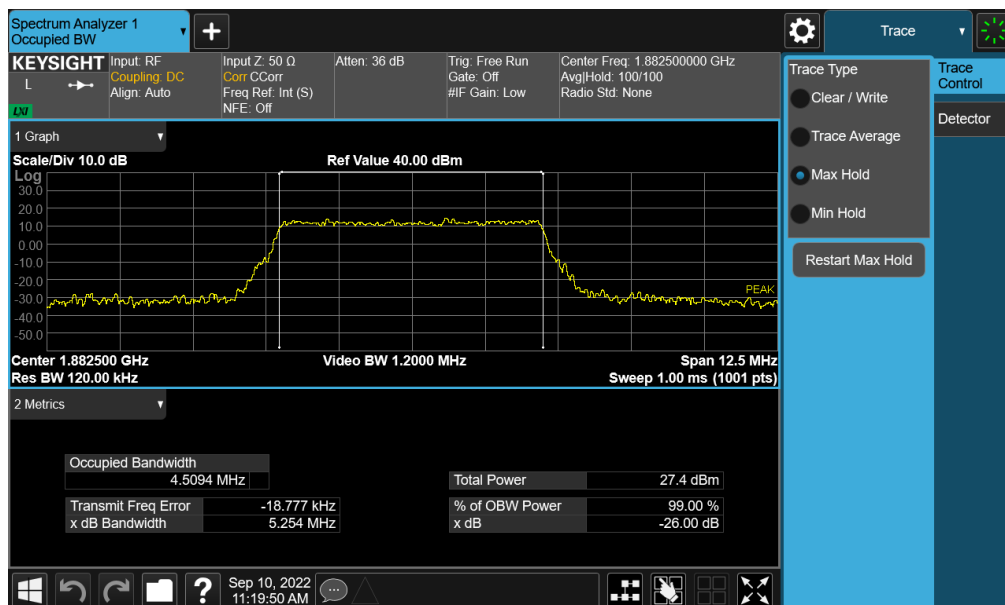 Spectrum Analyzer 1
Occupied BW
+
Trace
KEYSIGHT
L
LXI
Input: RF
Coupling: DC
Align: Auto
Input Z: 50 Ω
Corr CCorr
Freq Ref: Int (S)
NFE: Off
Atten: 36 dB
Trig: Free Run
Gate: Off
#IF Gain: Low
Center Freq: 1.882500000 GHz
Avg|Hold: 100/100
Radio Std: None
Trace Type
Clear / Write
Trace Average
Max Hold
Min Hold
Restart Max Hold
Trace
Control
Detector
1 Graph
Scale/Div 10.0 dB
Ref Value 40.00 dBm
Log
30.0
20.0
10.0
0.00
-10.0
-20.0
-30.0
-40.0
-50.0
PEAK
Center 1.882500 GHz
Video BW 1.2000 MHz
Span 12.5 MHz
Res BW 120.00 kHz
Sweep 1.00 ms (1001 pts)
2 Metrics
Occupied Bandwidth
4.5094 MHz
Total Power 27.4 dBm
Transmit Freq Error -18.777 kHz
% of OBW Power 99.00 %
x dB Bandwidth 5.254 MHz
x dB -26.00 dB
?
Sep 10, 2022
11:19:50 AM